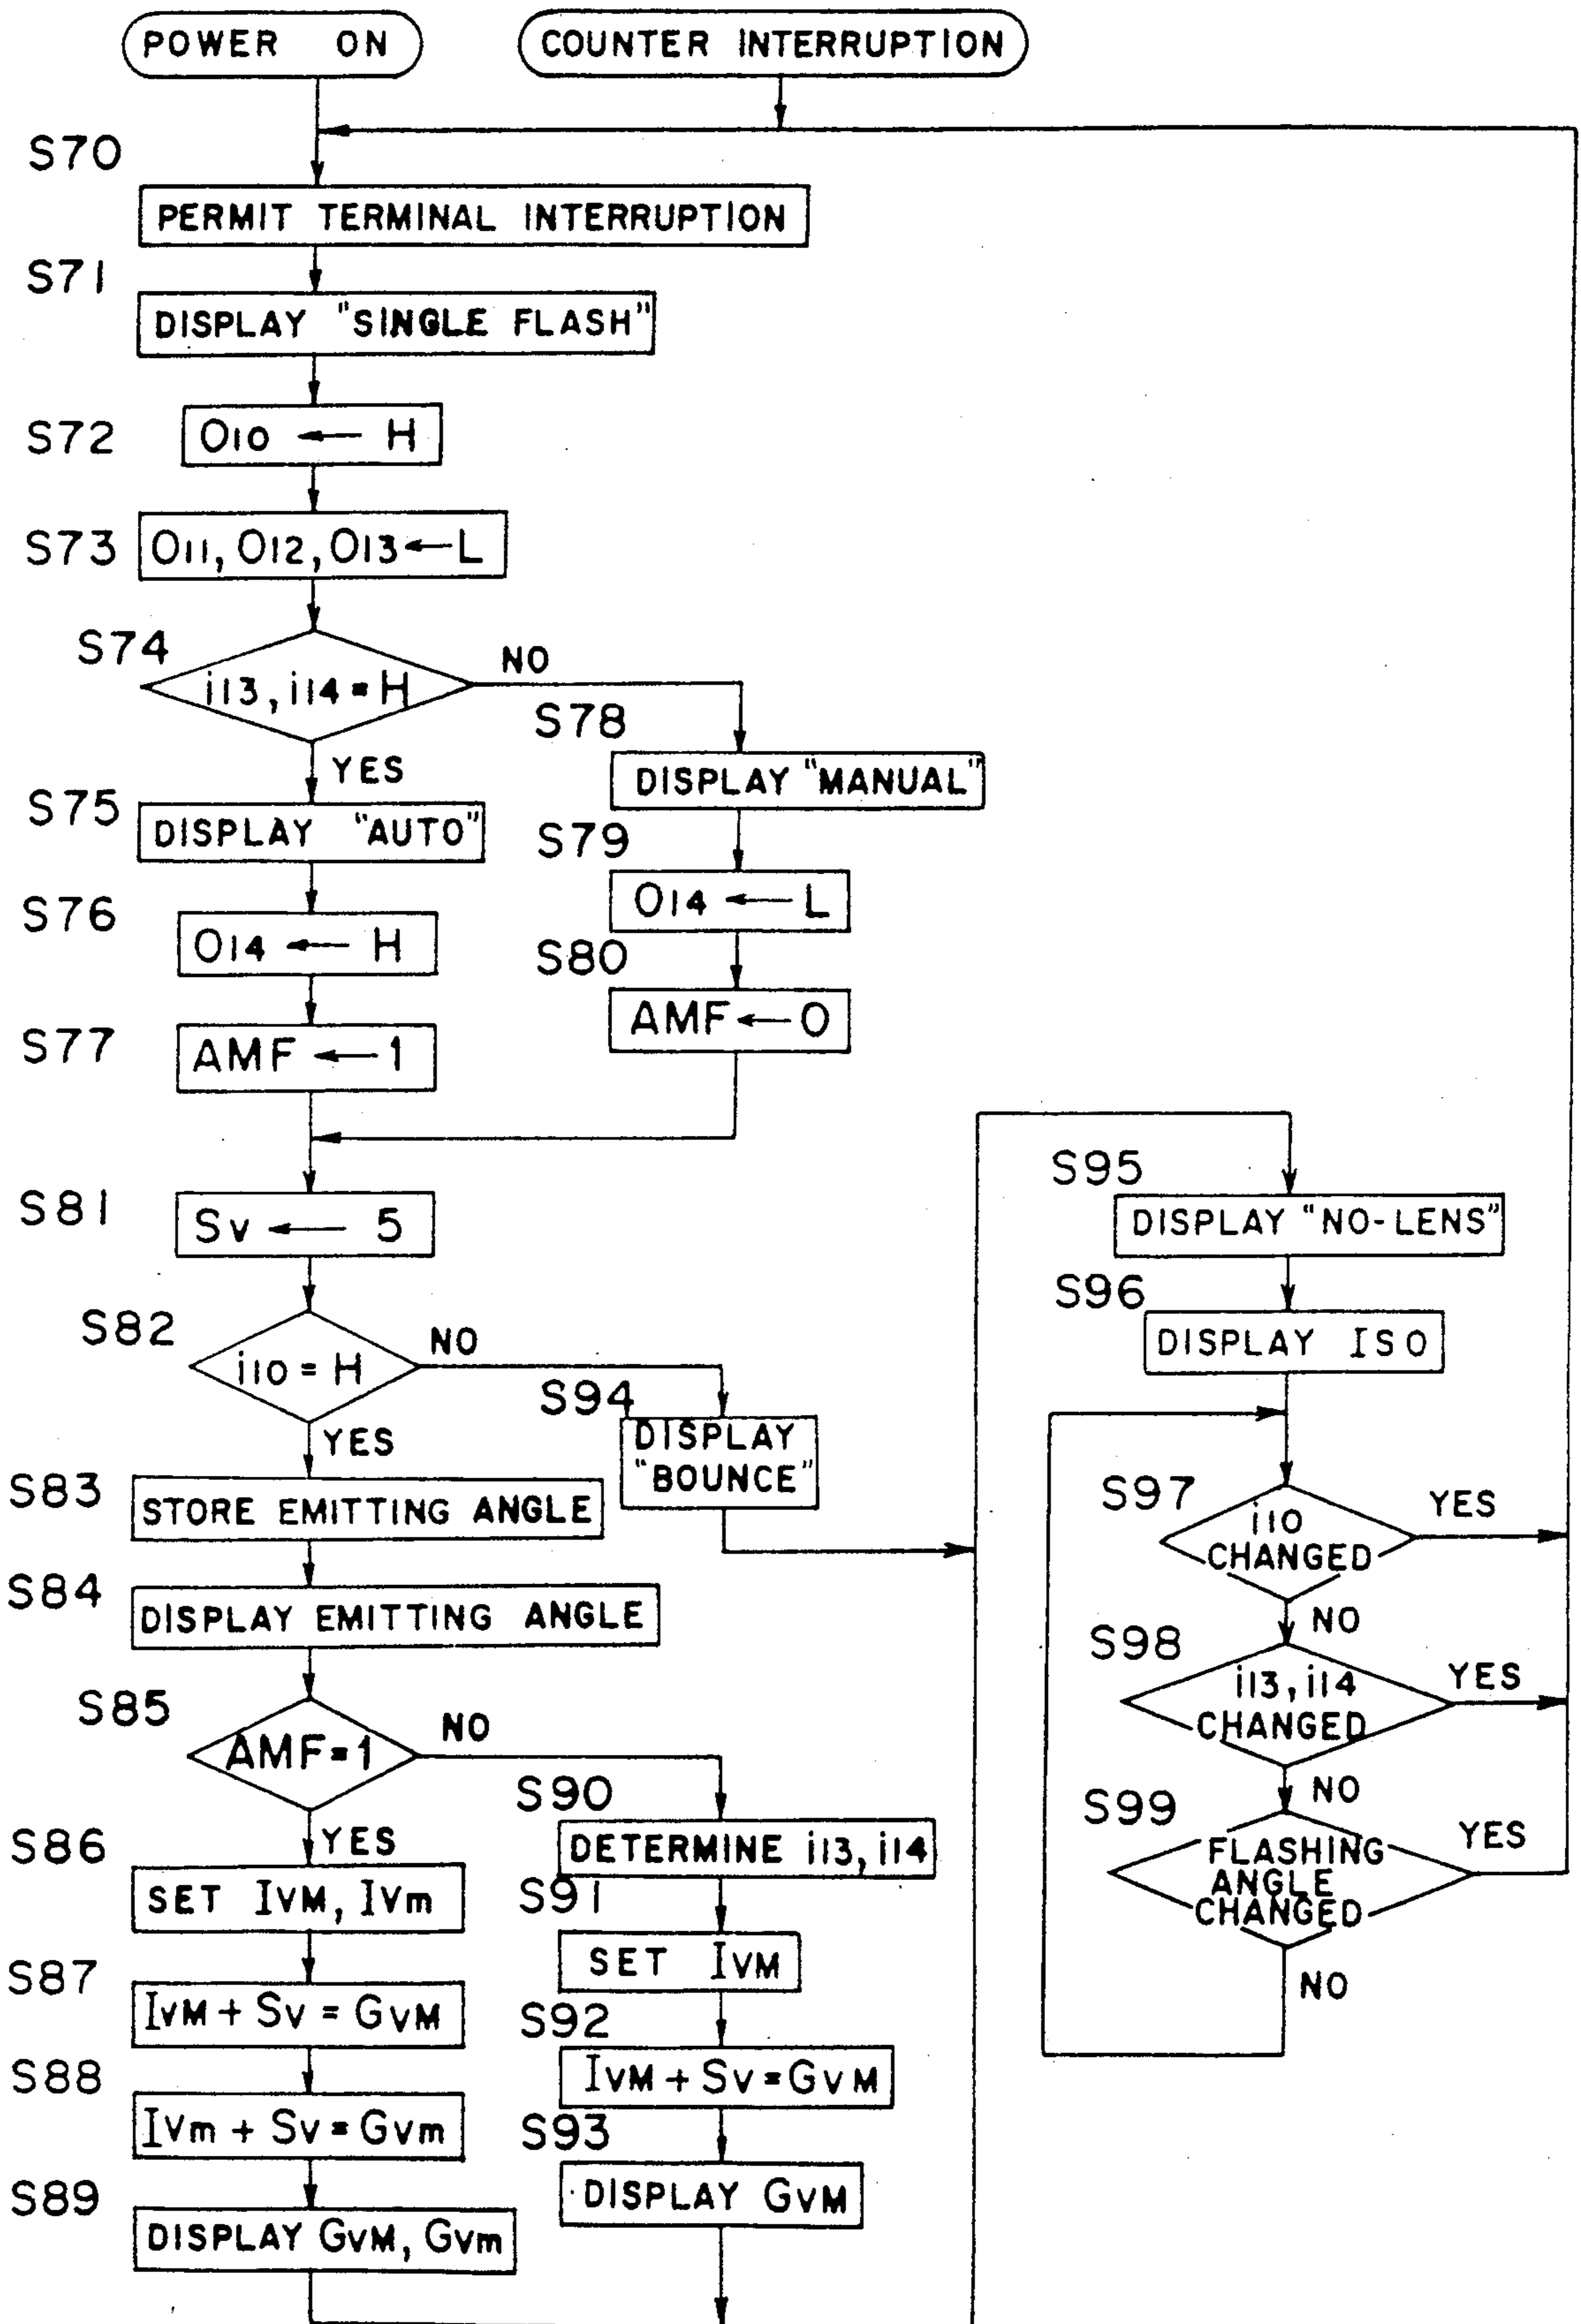 POWER ON
COUNTER INTERRUPTION
S70
PERMIT TERMINAL INTERRUPTION
S71
DISPLAY "SINGLE FLASH"
S72
O10 ← H
S73
O11, O12, O13 ← L
S74
i13, i14 = H
NO
YES
S75
DISPLAY "AUTO"
S76
O14 ← H
S77
AMF ← 1
S78
DISPLAY "MANUAL"
S79
O14 ← L
S80
AMF ← 0
S81
Sv ← 5
S82
i10 = H
NO
YES
S94
DISPLAY
"BOUNCE"
S83
STORE EMITTING ANGLE
S84
DISPLAY EMITTING ANGLE
S85
AMF = 1
NO
YES
S86
SET IVM, IVm
S87
IVM + SV = GVM
S88
IVm + SV = GVm
S89
DISPLAY GVM, GVm
S90
DETERMINE i13, i14
S91
SET IVM
S92
IVM + SV = GVM
S93
DISPLAY GVM
S95
DISPLAY "NO-LENS"
S96
DISPLAY ISO
S97
i10
CHANGED
YES
NO
S98
i13, i14
CHANGED
YES
NO
S99
FLASHING
ANGLE
CHANGED
YES
NO